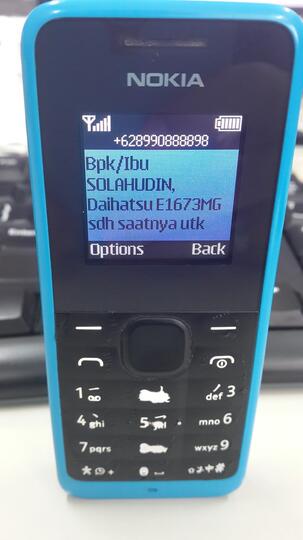 NOKIA
+628990888898
Bpk/Ibu
SOLAHUDIN,
Daihatsu E1673MG
sdh saatnya utk
Options Back
1
def 3
4 ghi 5 mno 6
7 pqrs wxyz 9